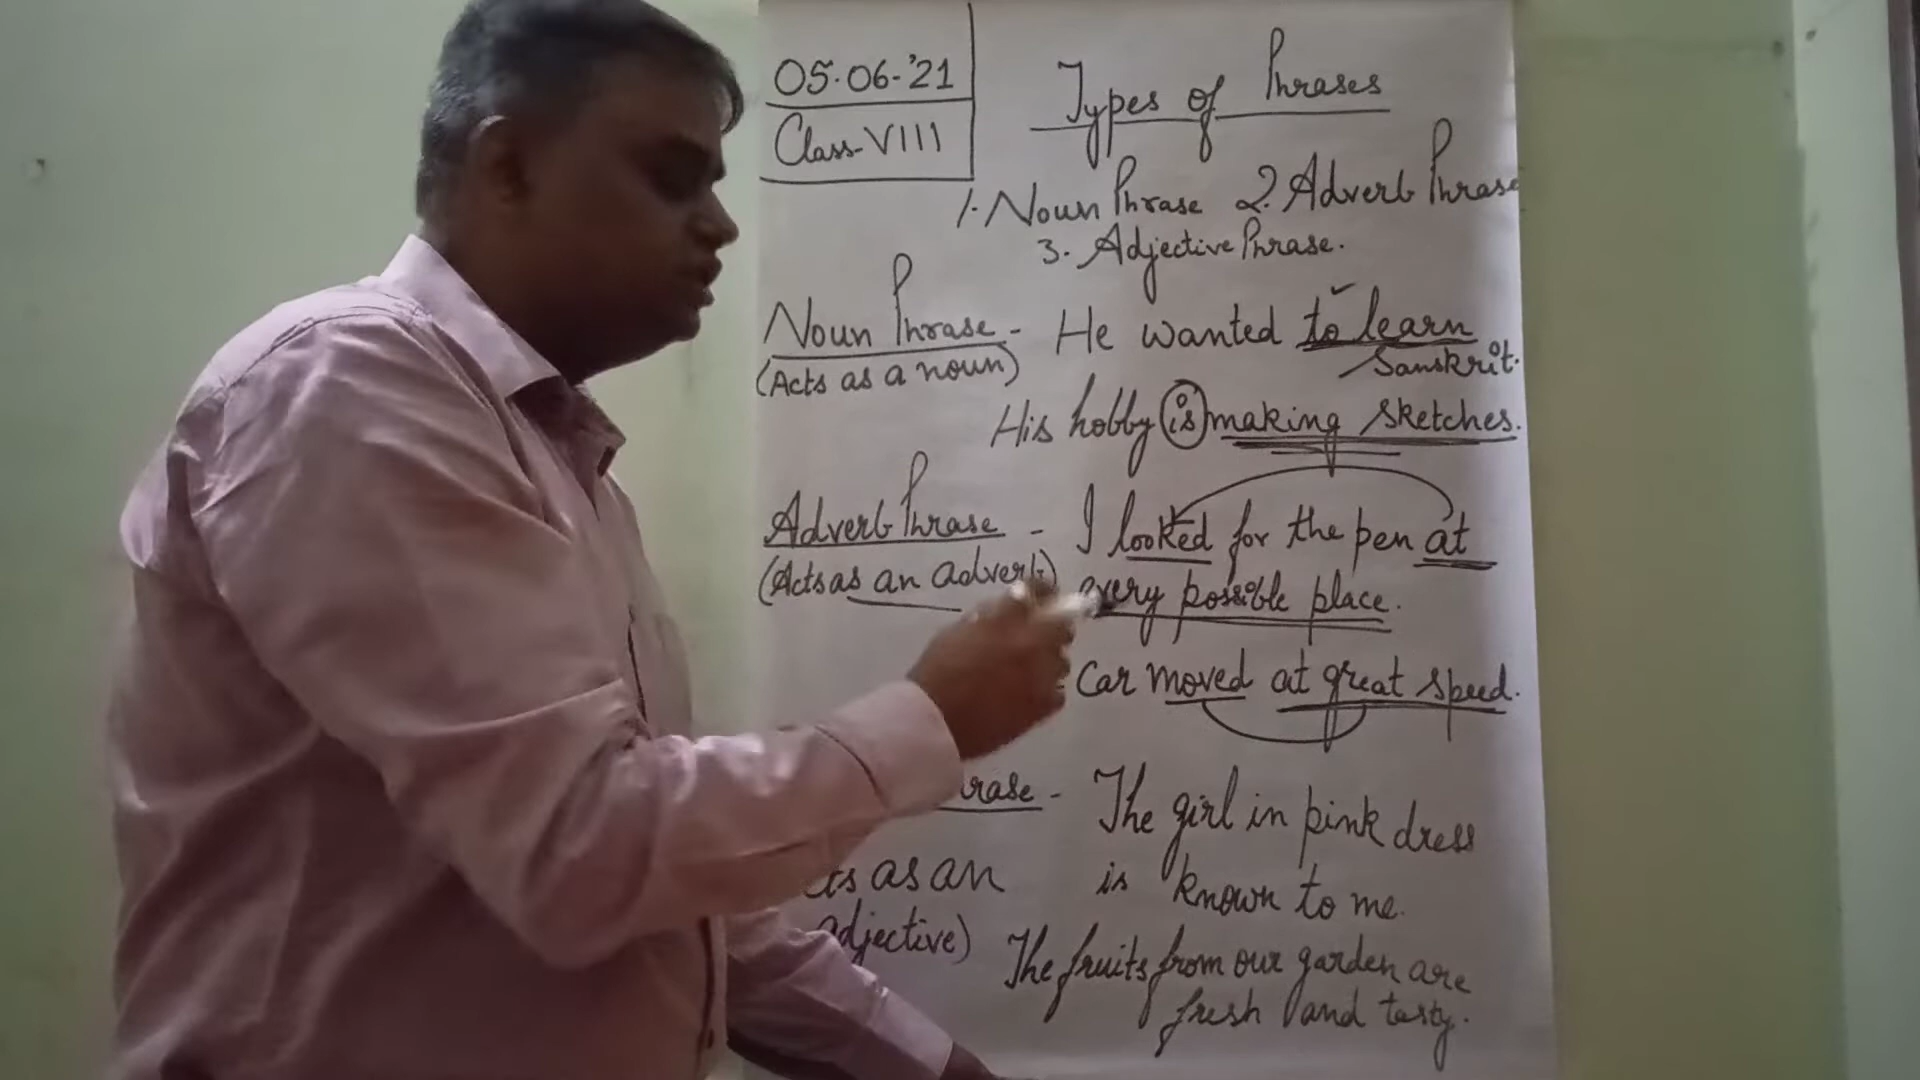 05.06-'21
Class-VIII
Types of Phrases
1. Noun Phrase 2. Adverb Phrase
3. Adjective Phrase.
Noun Phrase - He wanted to learn
(Acts as a noun) Sanskrit.
His hobby is making sketches.
Adverb Phrase - I looked for the pen at
(Acts as an adverb) every possible place.
Car moved at great speed.
The girl in pink dress
as an is known to me.
adjective) The fruits from our garden are
fresh and tasty.